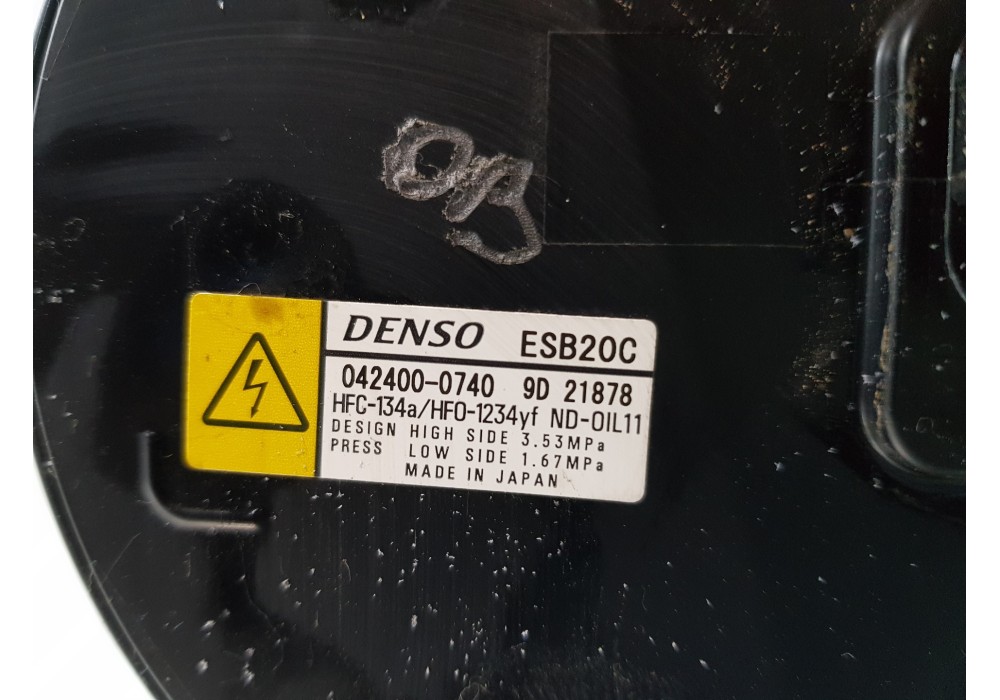 DENSO ESB20C
042400-0740 9D 21878
HFC-134a/HFO-1234yf ND-OIL11
DESIGN HIGH SIDE 3.53MPa
PRESS LOW SIDE 1.67MPa
MADE IN JAPAN